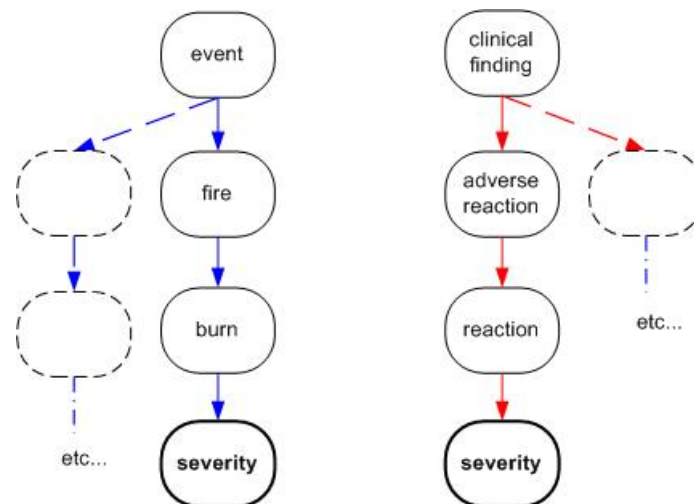 event
clinical
finding
fire
adverse
reaction
burn
reaction
etc...
etc...
severity
severity